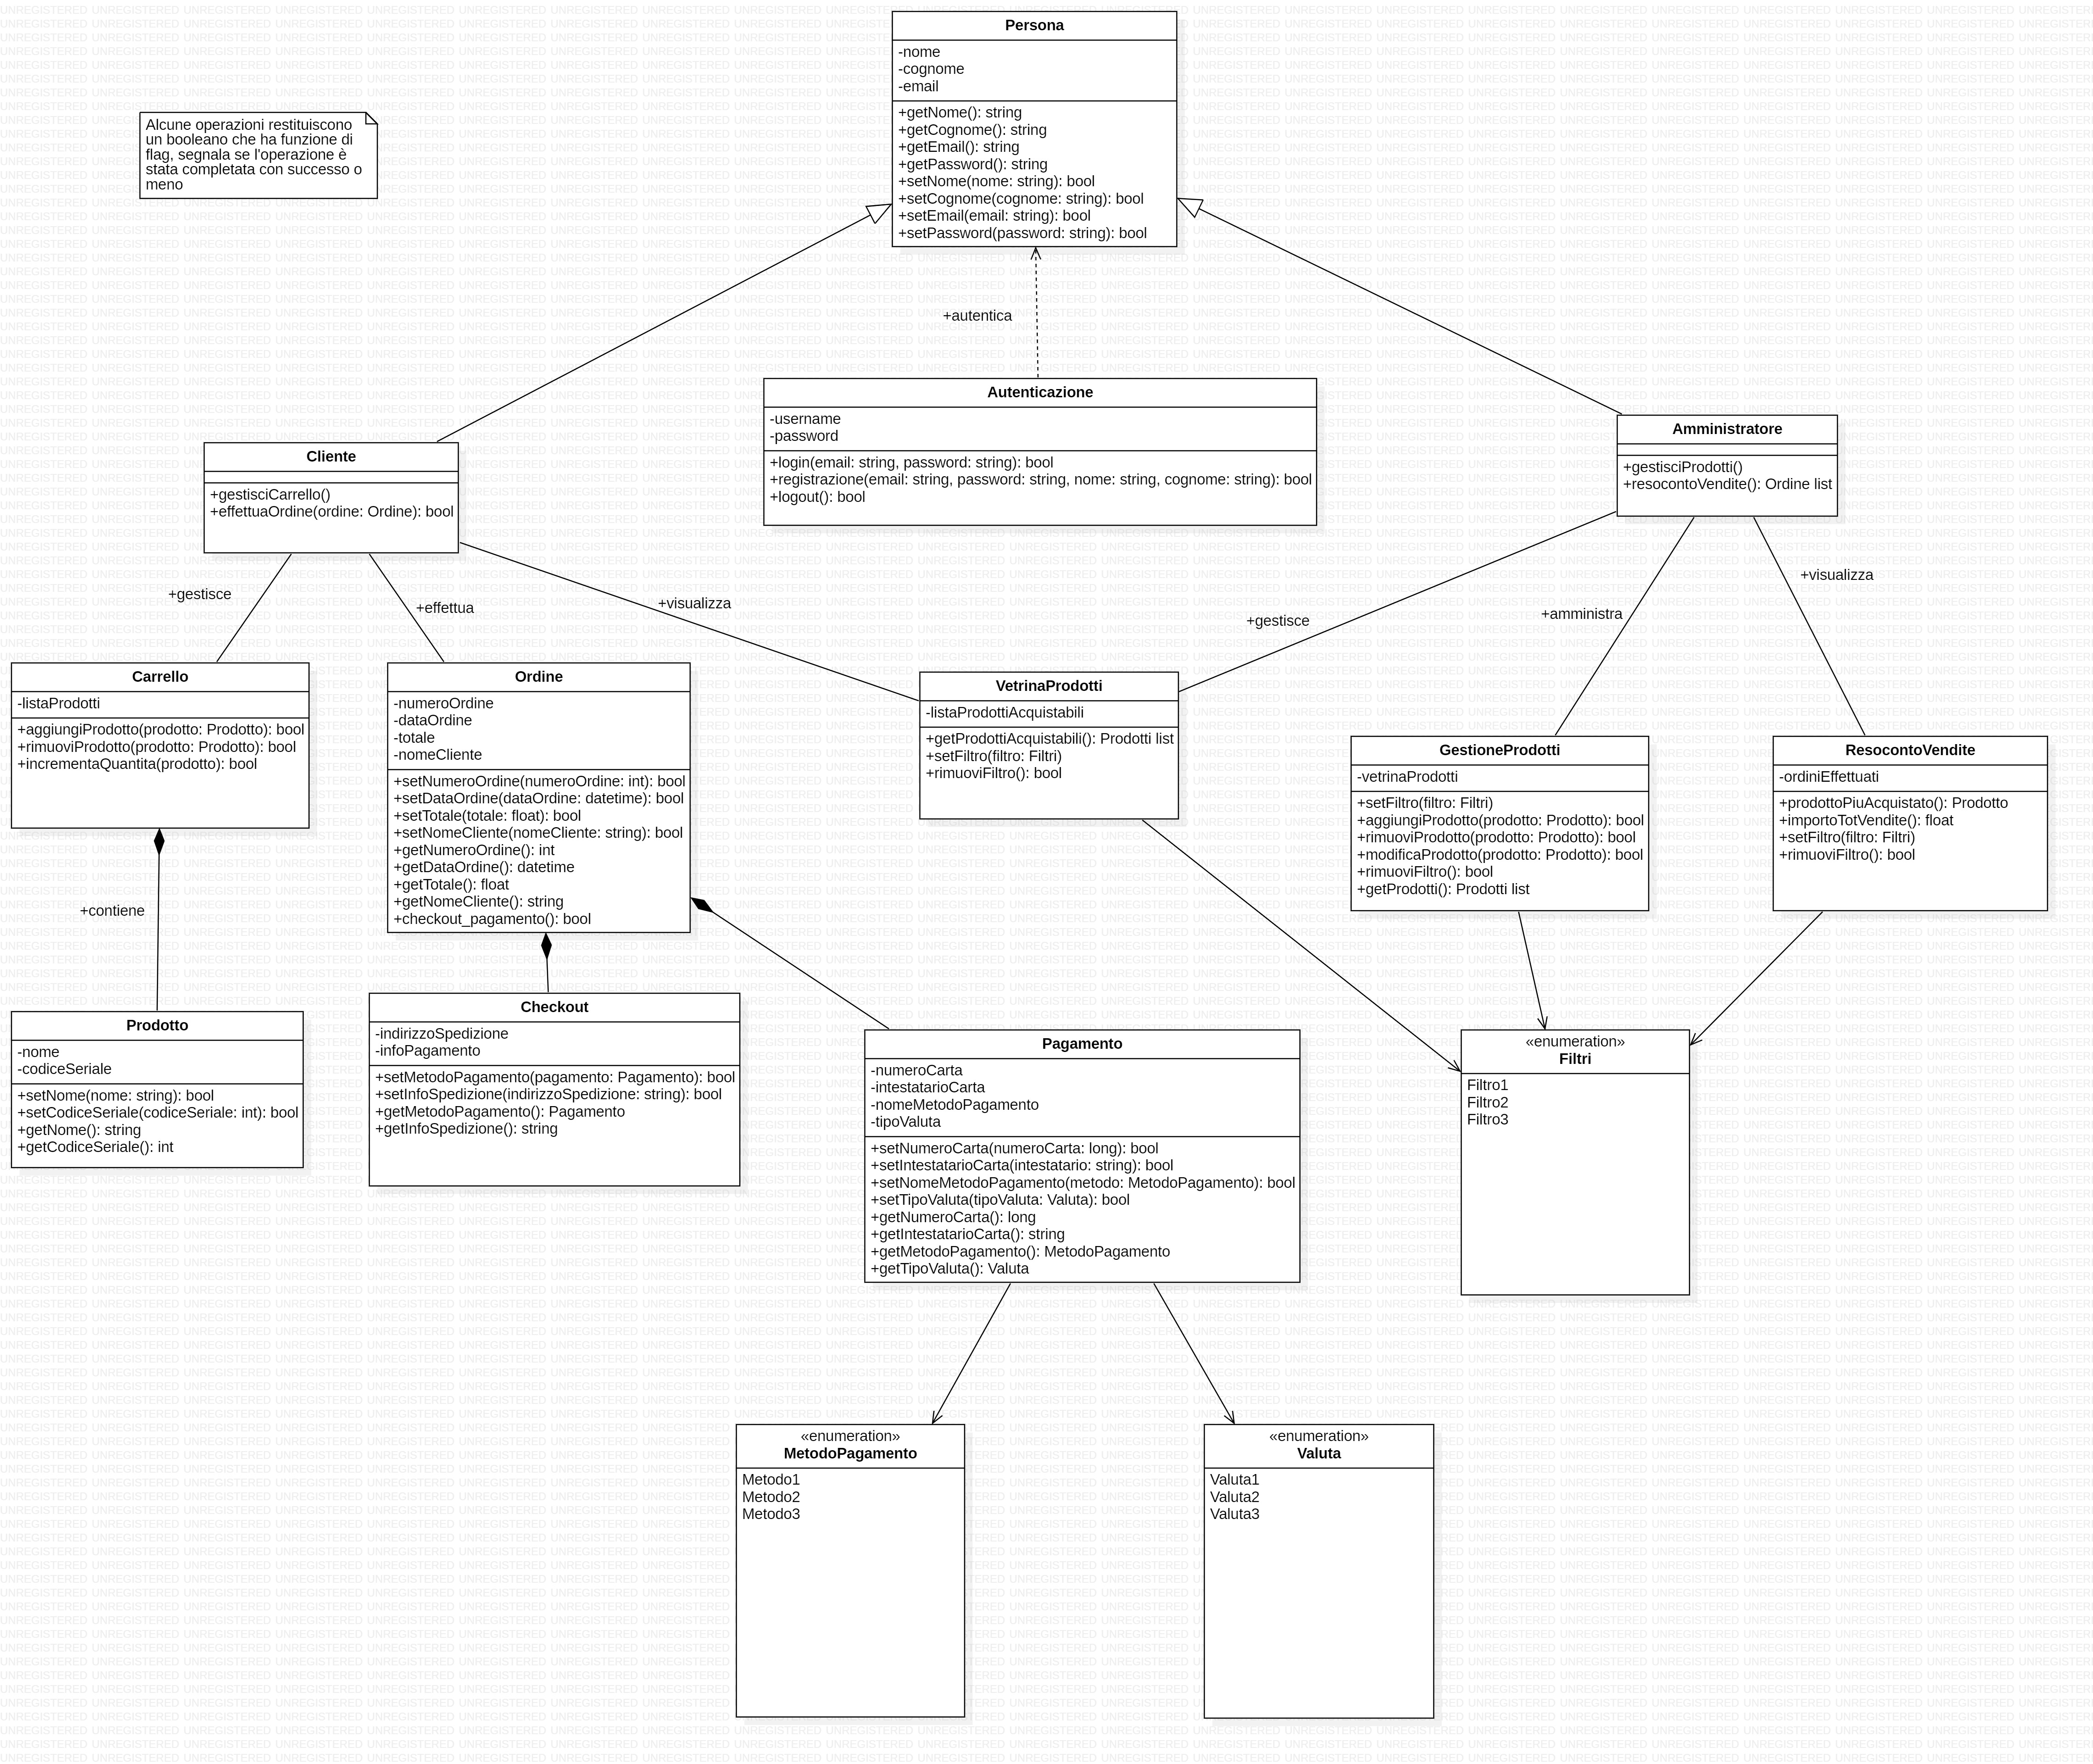 Persona
-nome
-cognome
-email
+getNome(): string
+getCognome(): string
+getEmail(): string
+getPassword(): string
+setNome(nome: string): bool
+setCognome(cognome: string): bool
+setEmail(email: string): bool
+setPassword(password: string): bool
Alcune operazioni restituiscono
un booleano che ha funzione di
flag, segnala se l'operazione è
stata completata con successo o
meno
+autentica
Autenticazione
-username
-password
+login(email: string, password: string): bool
+registrazione(email: string, password: string, nome: string, cognome: string): bool
+logout(): bool
Cliente
+gestisciCarrello()
+effettuaOrdine(ordine: Ordine): bool
Amministratore
+gestisciProdotti()
+resocontoVendite(): Ordine list
+gestisce
+effettua
+visualizza
+gestisce
+amministra
+visualizza
Carrello
-listaProdotti
+aggiungiProdotto(prodotto: Prodotto): bool
+rimuoviProdotto(prodotto: Prodotto): bool
+incrementaQuantita(prodotto): bool
Ordine
-numeroOrdine
-dataOrdine
-totale
-nomeCliente
+setNumeroOrdine(numeroOrdine: int): bool
+setDataOrdine(dataOrdine: datetime): bool
+setTotale(totale: float): bool
+setNomeCliente(nomeCliente: string): bool
+getNumeroOrdine(): int
+getDataOrdine(): datetime
+getTotale(): float
+getNomeCliente(): string
+checkout_pagamento(): bool
VetrinaProdotti
-listaProdottiAcquistabili
+getProdottiAcquistabili(): Prodotti list
+setFiltro(filtro: Filtri)
+rimuoviFiltro(): bool
GestioneProdotti
-vetrinaProdotti
+setFiltro(filtro: Filtri)
+aggiungiProdotto(prodotto: Prodotto): bool
+rimuoviProdotto(prodotto: Prodotto): bool
+modificaProdotto(prodotto: Prodotto): bool
+rimuoviFiltro(): bool
+getProdotti(): Prodotti list
ResocontoVendite
-ordiniEffettuati
+prodottoPiuAcquistato(): Prodotto
+importoTotVendite(): float
+setFiltro(filtro: Filtri)
+rimuoviFiltro(): bool
+contiene
Prodotto
-nome
-codiceSeriale
+setNome(nome: string): bool
+setCodiceSeriale(codiceSeriale: int): bool
+getNome(): string
+getCodiceSeriale(): int
Checkout
-indirizzoSpedizione
-infoPagamento
+setMetodoPagamento(pagamento: Pagamento): bool
+setInfoSpedizione(indirizzoSpedizione: string): bool
+getMetodoPagamento(): Pagamento
+getInfoSpedizione(): string
Pagamento
-numeroCarta
-intestatarioCarta
-nomeMetodoPagamento
-tipoValuta
+setNumeroCarta(numeroCarta: long): bool
+setIntestatarioCarta(intestatario: string): bool
+setNomeMetodoPagamento(metodo: MetodoPagamento): bool
+setTipoValuta(tipoValuta: Valuta): bool
+getNumeroCarta(): long
+getIntestatarioCarta(): string
+getMetodoPagamento(): MetodoPagamento
+getTipoValuta(): Valuta
«enumeration»
Filtri
Filtro1
Filtro2
Filtro3
«enumeration»
MetodoPagamento
Metodo1
Metodo2
Metodo3
«enumeration»
Valuta
Valuta1
Valuta2
Valuta3
UNREGISTERED